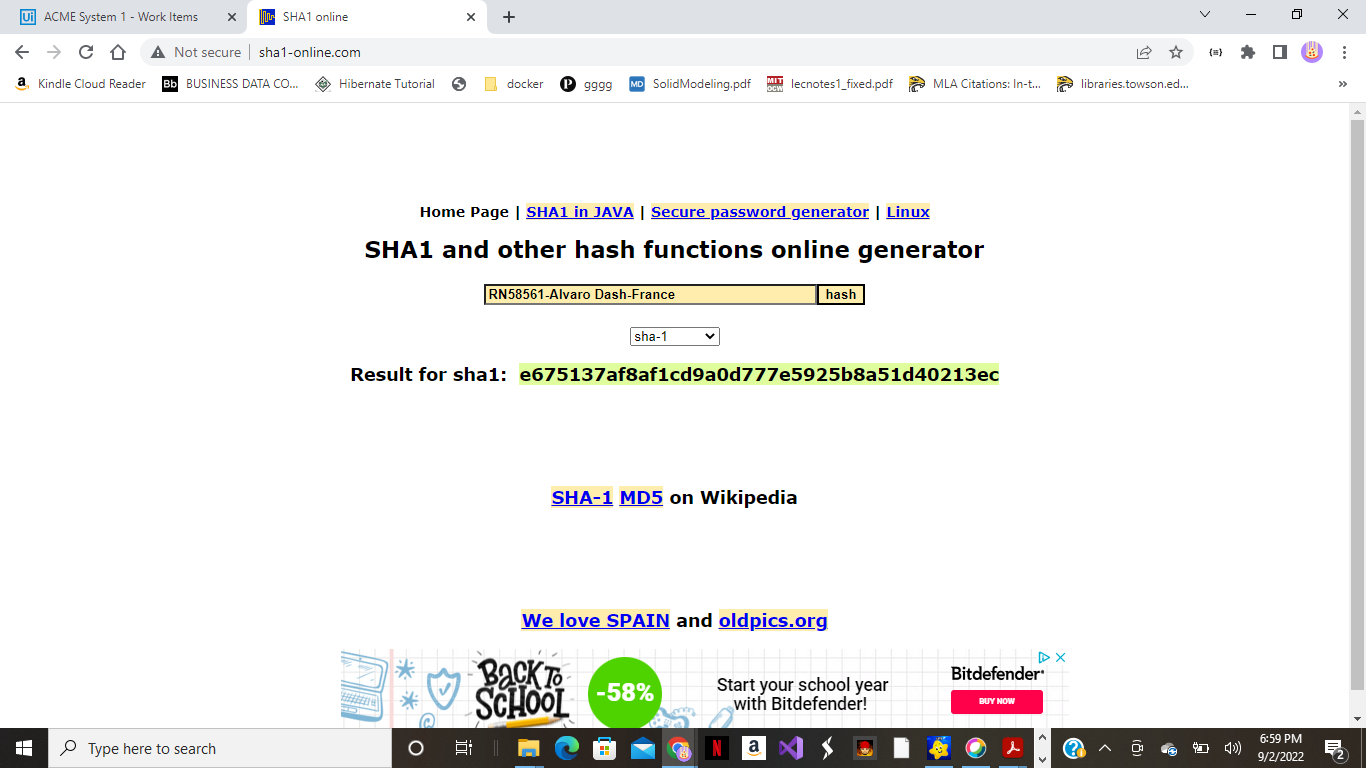 ACME System 1 - Work Items
SHA1 online
Not secure
sha1-online.com
Kindle Cloud Reader
BUSINESS DATA CO...
Hibernate Tutorial
docker
gggg
SolidModeling.pdf
lecnotes1_fixed.pdf
MLA Citations: In-t...
libraries.towson.ed...
Home Page | SHA1 in JAVA | Secure password generator | Linux
SHA1 and other hash functions online generator
RN58561-Alvaro Dash-France hash
sha-1
Result for sha1: e675137af8af1cd9a0d777e5925b8a51d40213ec
SHA-1 MD5 on Wikipedia
We love SPAIN and oldpics.org
BACK TO
SCHOOL
-58%
Start your school year
with Bitdefender!
Bitdefender
BUY NOW
Type here to search
6:59 PM
9/2/2022
2